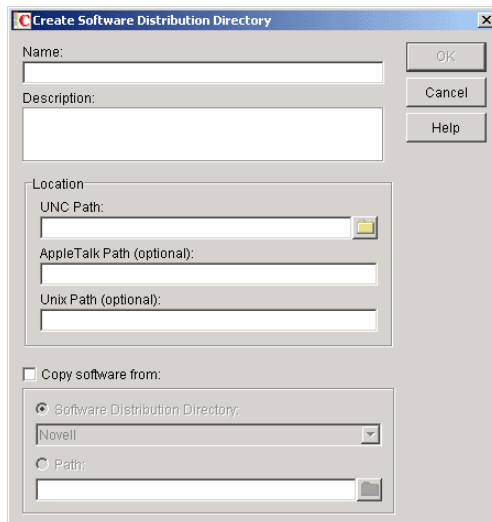 Create Software Distribution Directory
Name:
OK
Description:
Cancel
Help
Location
UNC Path:
AppleTalk Path (optional):
Unix Path (optional):
Copy software from:
Software Distribution Directory:
Novell
Path: